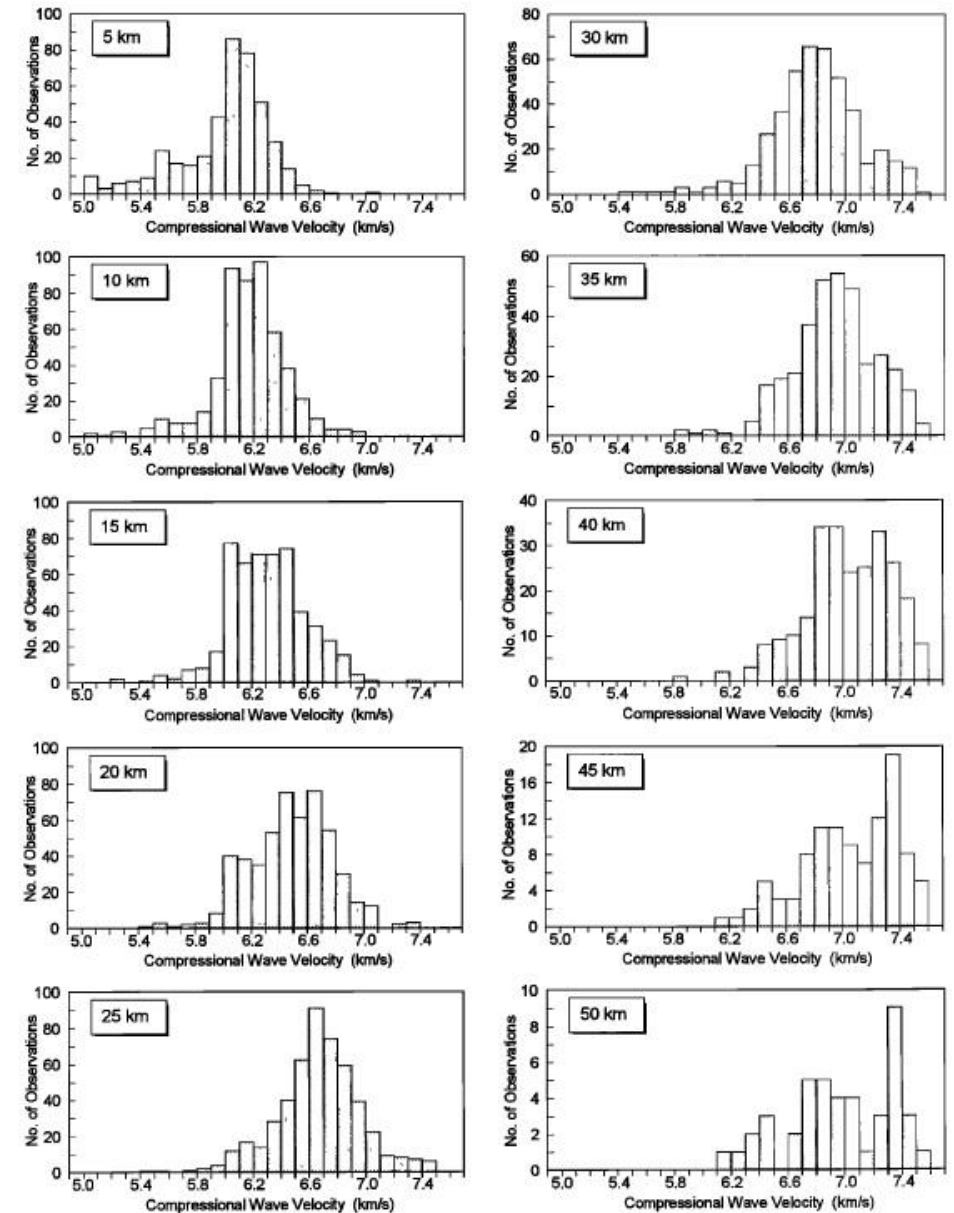 5 km
No. of Observations
100
80
60
40
20
0
5.0 5.4 5.8 6.2 6.6 7.0 7.4
Compressional Wave Velocity (km/s)
10 km
No. of Observations
100
80
60
40
20
0
5.0 5.4 5.8 6.2 6.6 7.0 7.4
Compressional Wave Velocity (km/s)
15 km
No. of Observations
100
80
60
40
20
0
5.0 5.4 5.8 6.2 6.6 7.0 7.4
Compressional Wave Velocity (km/s)
20 km
No. of Observations
100
80
60
40
20
0
5.0 5.4 5.8 6.2 6.6 7.0 7.4
Compressional Wave Velocity (km/s)
25 km
No. of Observations
100
80
60
40
20
0
5.0 5.4 5.8 6.2 6.6 7.0 7.4
Compressional Wave Velocity (km/s)
30 km
No. of Observations
80
60
40
20
0
5.0 5.4 5.8 6.2 6.6 7.0 7.4
Compressional Wave Velocity (km/s)
35 km
No. of Observations
60
40
20
0
5.0 5.4 5.8 6.2 6.6 7.0 7.4
Compressional Wave Velocity (km/s)
40 km
No. of Observations
40
30
20
10
0
5.0 5.4 5.8 6.2 6.6 7.0 7.4
Compressional Wave Velocity (km/s)
45 km
No. of Observations
20
16
12
8
4
0
5.0 5.4 5.8 6.2 6.6 7.0 7.4
Compressional Wave Velocity (km/s)
50 km
No. of Observations
10
8
6
4
2
0
5.0 5.4 5.8 6.2 6.6 7.0 7.4
Compressional Wave Velocity (km/s)